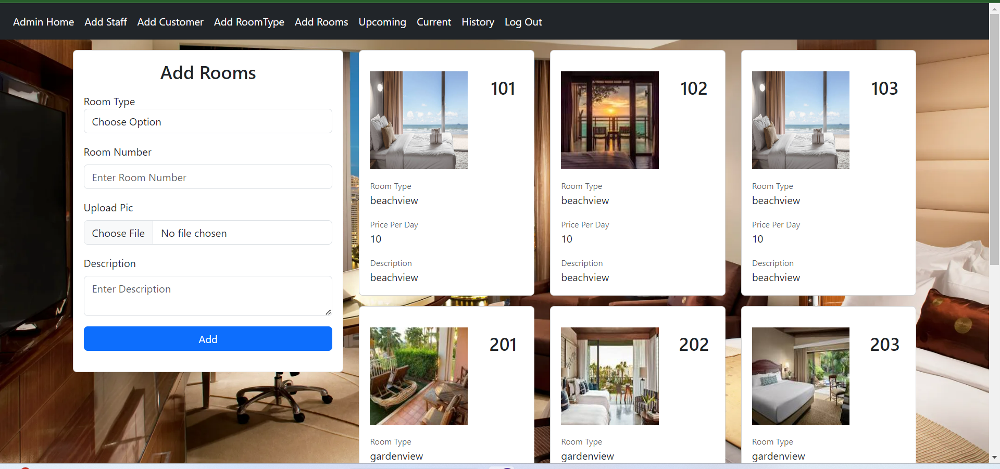 Admin Home Add Staff Add Customer Add RoomType Add Rooms Upcoming Current History Log Out
Add Rooms
Room Type
Choose Option
Room Number
Enter Room Number
Upload Pic
Choose File No file chosen
Description
Enter Description
Add
101
Room Type
beachview
Price Per Day
10
Description
beachview
102
Room Type
beachview
Price Per Day
10
Description
beachview
103
Room Type
beachview
Price Per Day
10
Description
beachview
201
Room Type
gardenview
202
Room Type
gardenview
203
Room Type
gardenview